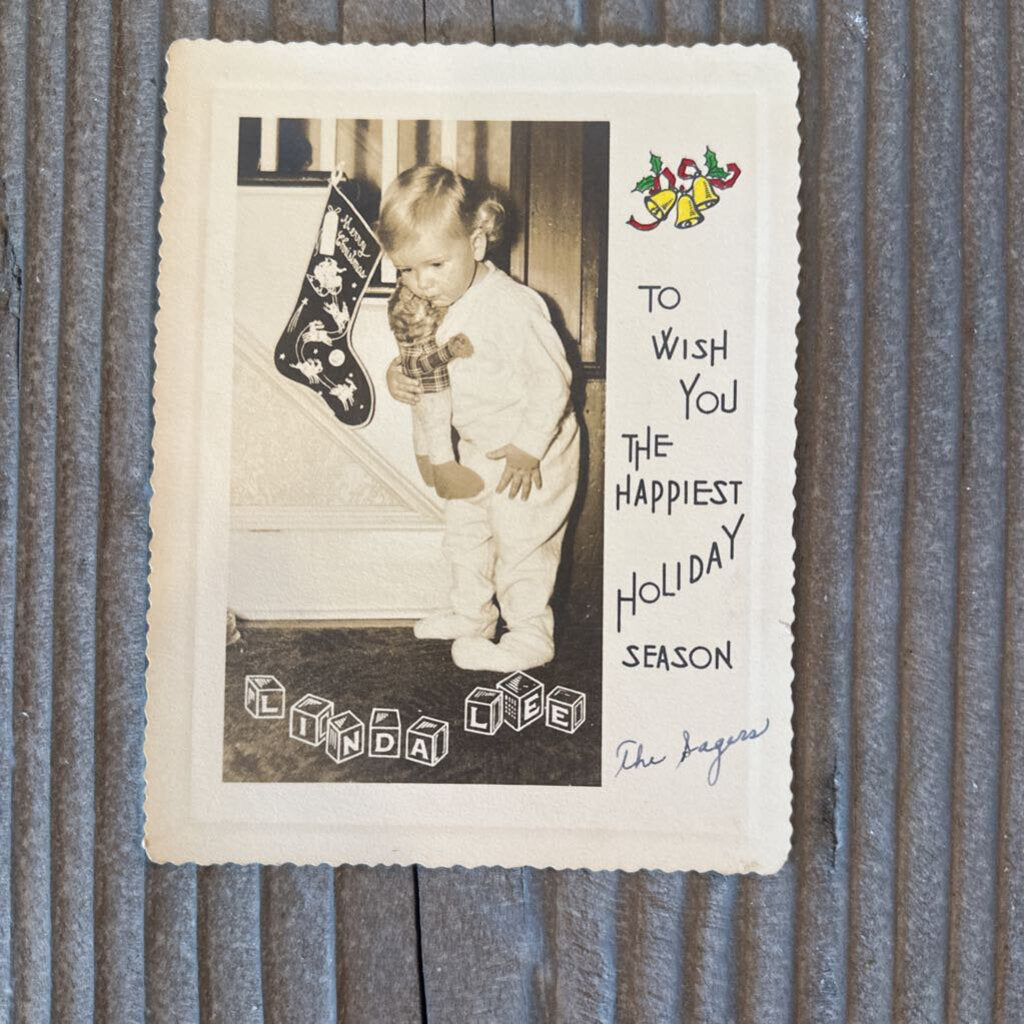 Merry
Christmas
TO
WISH
YOU
THE
HAPPIEST
HOLIDAY
SEASON
LINDA LEE
The Sagers